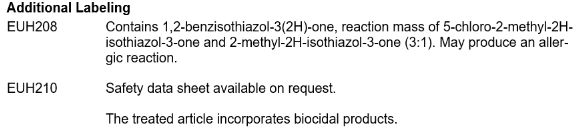 Additional Labeling
EUH208 Contains 1,2-benzisothiazol-3(2H)-one, reaction mass of 5-chloro-2-methyl-2H-
isothiazol-3-one and 2-methyl-2H-isothiazol-3-one (3:1). May produce an aller-
gic reaction.
EUH210 Safety data sheet available on request.
The treated article incorporates biocidal products.